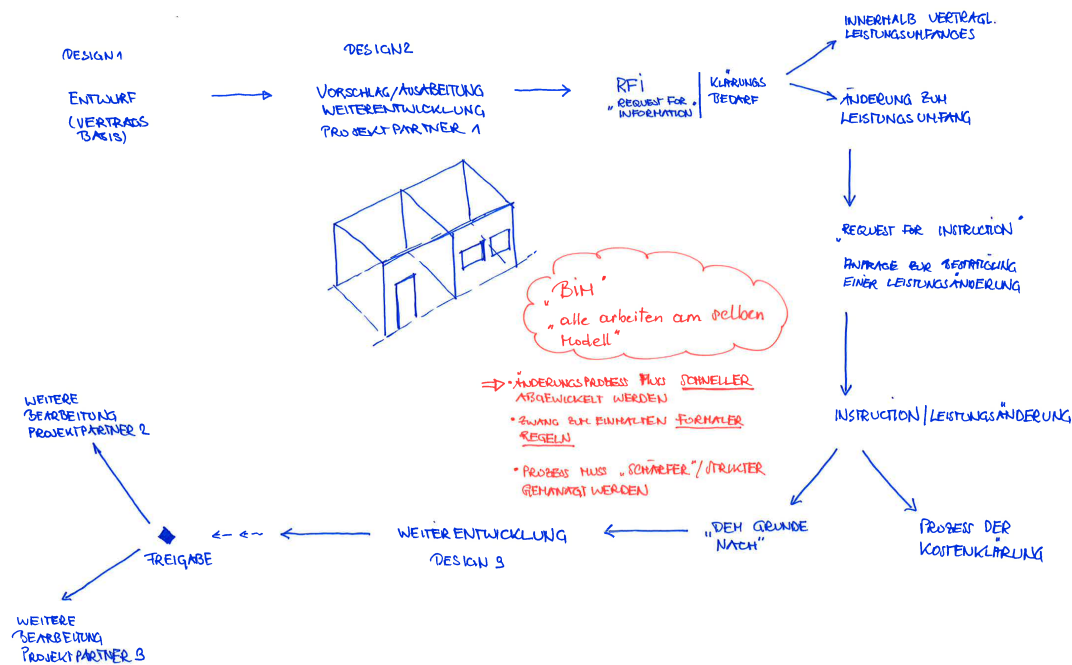 DESIGN 1
ENTWURF
(VERTRAGS
BASIS)
DESIGN 2
VORSCHLAG/AUSABEITUNG
WEITERENTWICKLUNG
PROJEKTPARTNER 1
RFi
„REQUEST FOR
INFORMATION"
KLÄRUNGS
BEDARF
INNERHALB VERTRAGL.
LEISTUNGSUMFANGES
ÄNDERUNG ZUM
LEISTUNGSUMFANG
„REQUEST FOR INSTRUCTION"
ANFRAGE ZUR BESTÄTIGUNG
EINER LEISTUNGSÄNDERUNG
„BiM"
„alle arbeiten am selben
Modell"
⇒ • ÄNDERUNGSPROZESS MUSS SCHNELLER
ABGEWICKELT WERDEN
• ZWANG ZUM EINHALTEN FORMALER
REGELN
• PROZESS MUSS „SCHÄRFER"/STRIKTER
GEMANAGT WERDEN
INSTRUCTION/LEISTUNGSÄNDERUNG
„DEM GRUNDE
NACH"
PROZESS DER
KOSTENKLÄRUNG
WEITERENTWICKLUNG
DESIGN 3
FREIGABE
WEITERE
BEARBEITUNG
PROJEKTPARTNER 2
WEITERE
BEARBEITUNG
PROJEKTPARTNER 3